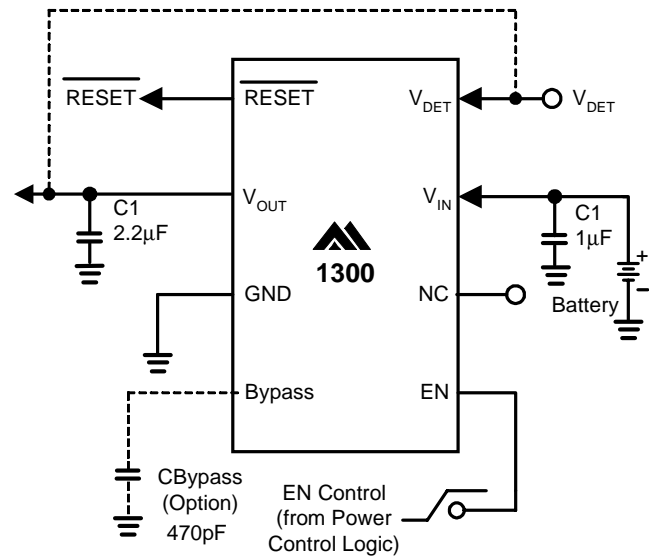 RESET
RESET
VDET
VDET
C1
2.2µF
VOUT
VIN
C1
1µF
+
–
1300
GND
NC
Battery
Bypass
EN
CBypass
(Option)
470pF
EN Control
(from Power
Control Logic)